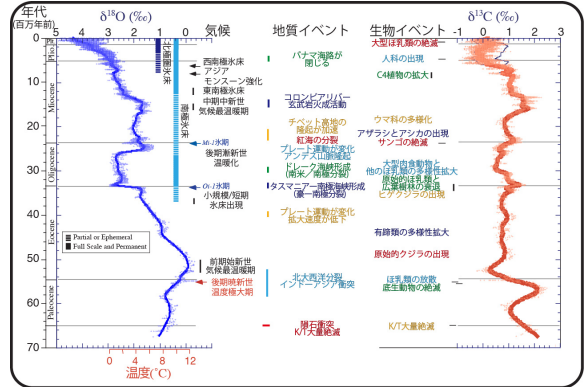 年代
(百万年前)
δ¹⁸O (‰)
気候
地質イベント
生物イベント
δ¹³C (‰)
5 4 3 2 1 0
-1 0 1 2 3
0
10
20
30
40
50
60
70
Plio.
Miocene
Oligocene
Eocene
Paleocene
北極圏氷床
南極氷床
西南極氷床
アジア
モンスーン強化
東南極氷床
中期中新世
気候最温暖期
Mi-1氷期
後期漸新世
温暖化
Oi-1氷期
小規模/短期
氷床出現
前期始新世
気候最温暖期
後期暁新世
温度極大期
Partial or Ephemeral
Full Scale and Permanent
パナマ海路が
閉じる
コロンビアリバー
玄武岩火成活動
チベット高地の
隆起が加速
紅海の分裂
プレート運動が変化
アンデス山脈隆起
ドレーク海峡形成
(南米／南極分裂)
タスマニアー南極海峡形成
(豪ー南極分裂)
プレート運動が変化
拡大速度が低下
北大西洋分裂
インドーアジア衝突
隕石衝突
K/T大量絶滅
大型ほ乳類の絶滅
人科の出現
C4植物の拡大
ウマ科の多様化
アザラシとアシカの出現
サンゴの絶滅
大型肉食動物と
他のほ乳類の多様性拡大
原始的ほ乳類と
広葉樹林の衰退
ヒゲクジラの出現
有蹄類の多様性拡大
原始的クジラの出現
ほ乳類の放散
底生動物の絶滅
K/T大量絶滅
0 4 8 12
温度(°C)